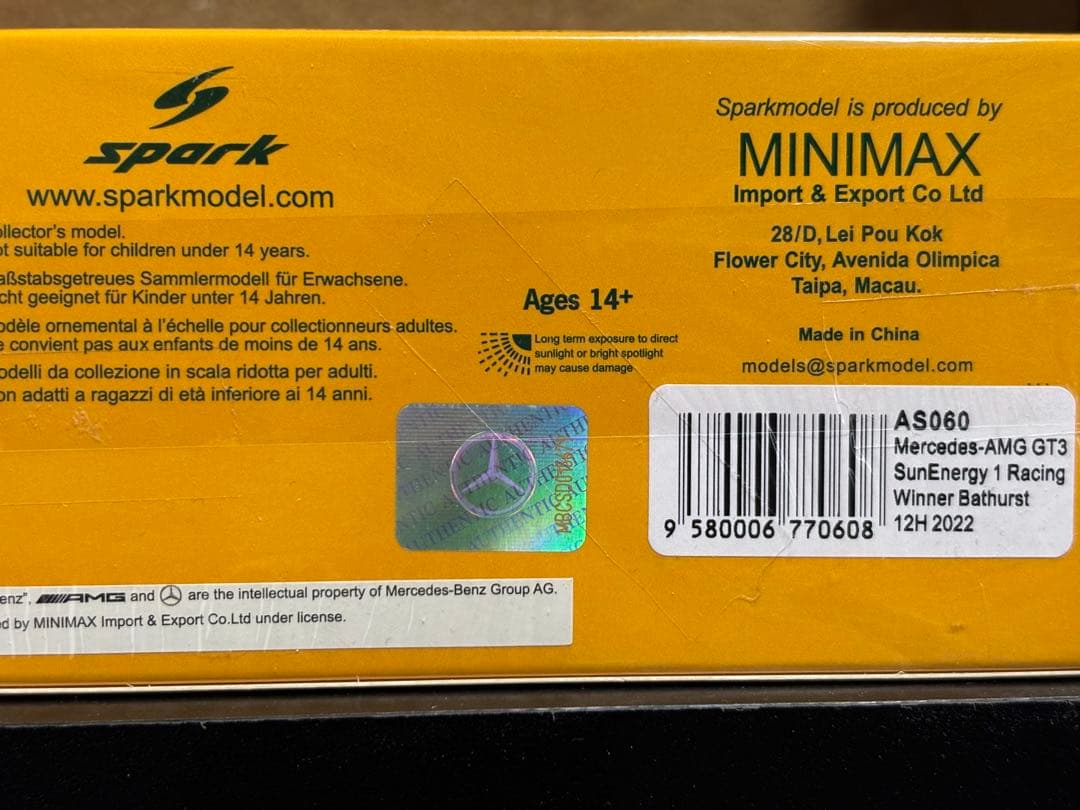 spark
www.sparkmodel.com
ollector's model.
ot suitable for children under 14 years.
aßstabsgetreues Sammlermodell für Erwachsene.
cht geeignet für Kinder unter 14 Jahren.
odèle ornemental à l'échelle pour collectionneurs adultes.
e convient pas aux enfants de moins de 14 ans.
odelli da collezione in scala ridotta per adulti.
on adatti a ragazzi di età inferiore ai 14 anni.
Ages 14+
Long term exposure to direct
sunlight or bright spotlight
may cause damage
Sparkmodel is produced by
MINIMAX
Import & Export Co Ltd
28/D, Lei Pou Kok
Flower City, Avenida Olimpica
Taipa, Macau.
Made in China
models@sparkmodel.com
AUTHENTIC
AS060
Mercedes-AMG GT3
SunEnergy 1 Racing
Winner Bathurst
12H 2022
9 580006 770608
enz", AMG and are the intellectual property of Mercedes-Benz Group AG.
ed by MINIMAX Import & Export Co.Ltd under license.